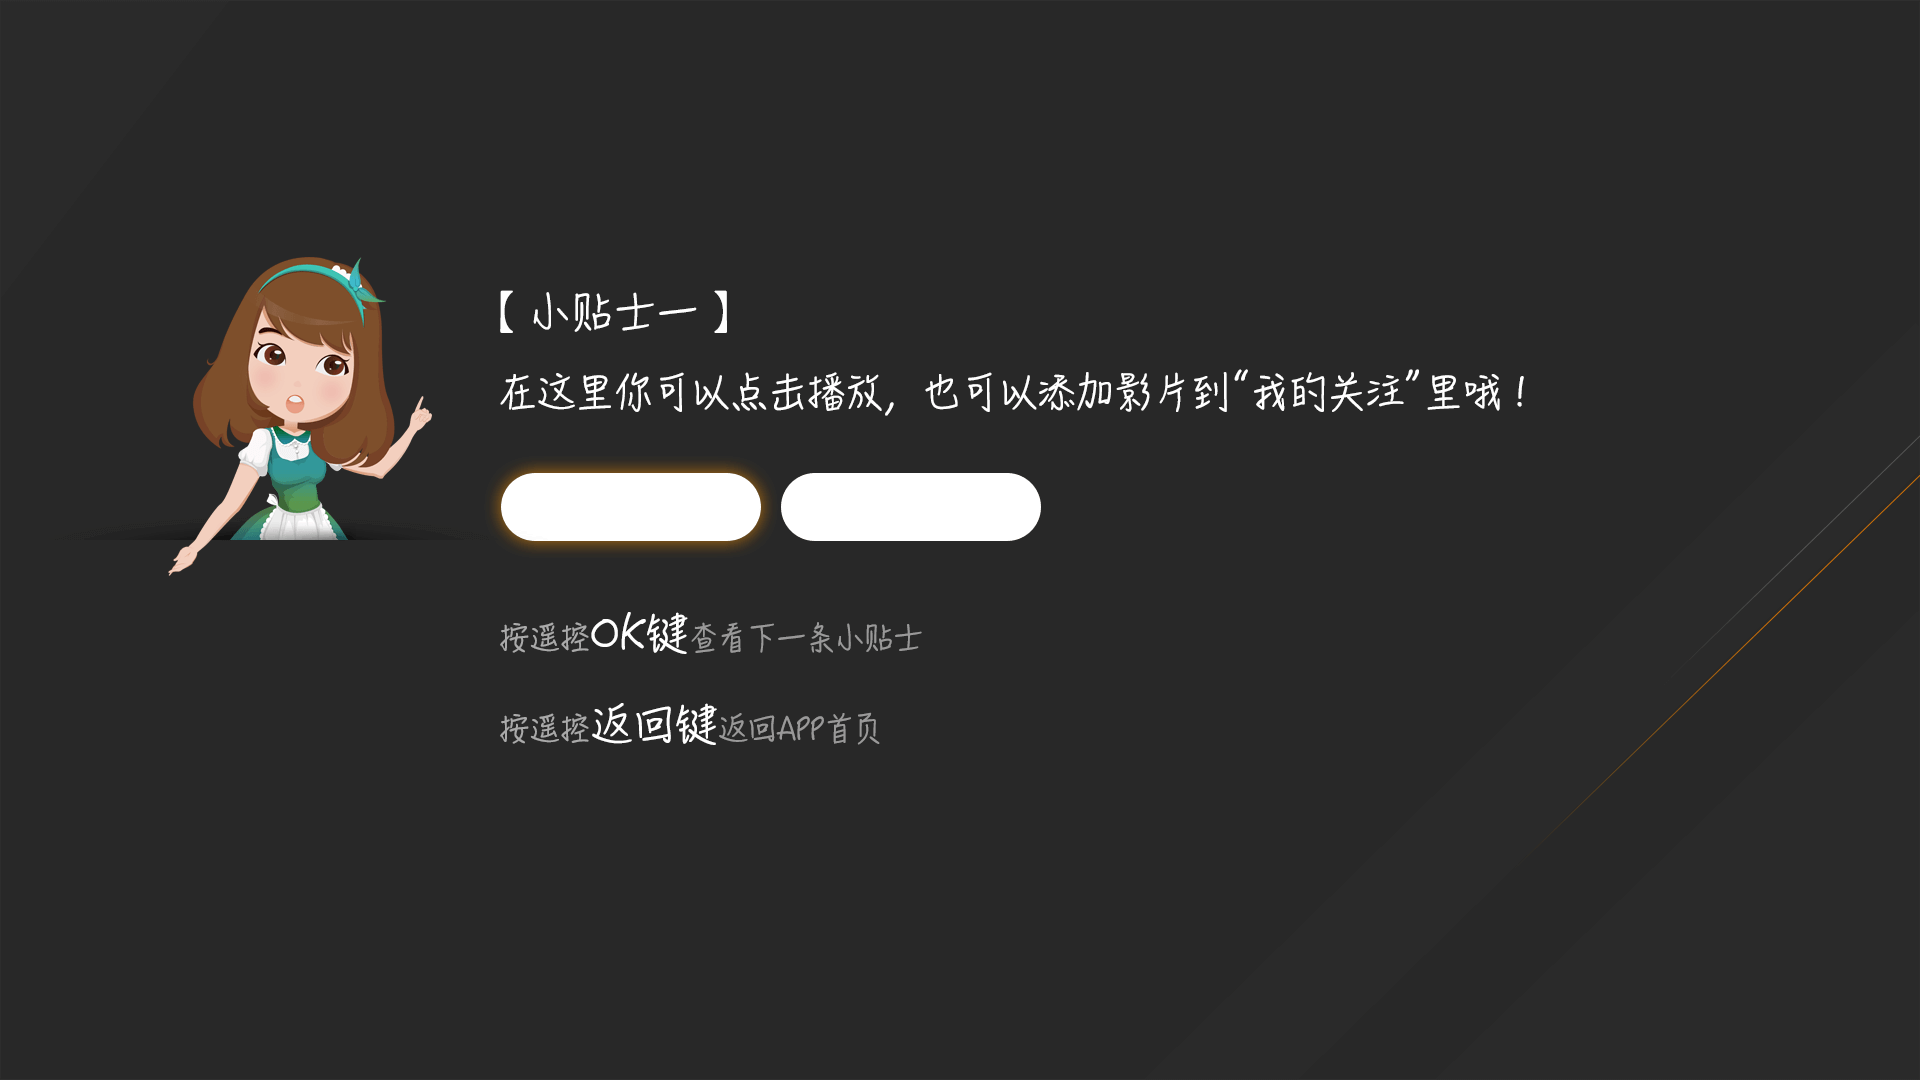 【小贴士一】
在这里你可以点击播放，也可以添加影片到“我的关注”里哦！
按遥控OK键查看下一条小贴士
按遥控返回键返回APP首页